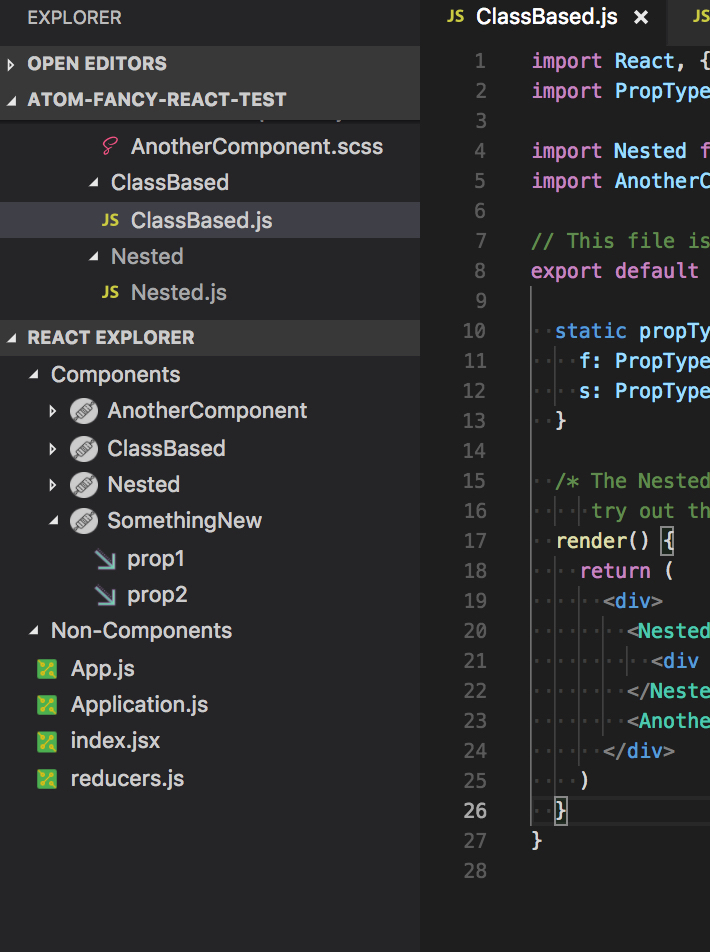 EXPLORER
OPEN EDITORS
ATOM-FANCY-REACT-TEST
AnotherComponent.scss
ClassBased
JS ClassBased.js
Nested
JS Nested.js
REACT EXPLORER
Components
AnotherComponent
ClassBased
Nested
SomethingNew
prop1
prop2
Non-Components
App.js
Application.js
index.jsx
reducers.js
JS ClassBased.js × JS
1 import React, {
2 import PropType
3
4 import Nested f
5 import AnotherC
6
7 // This file is
8 export default
9
10 static propTy
11 f: PropType
12 s: PropType
13 }
14
15 /* The Nested
16 try out th
17 render() {
18 return (
19 <div>
20 <Nested
21 <div
22 </Neste
23 <Anothe
24 </div>
25 )
26 }
27 }
28